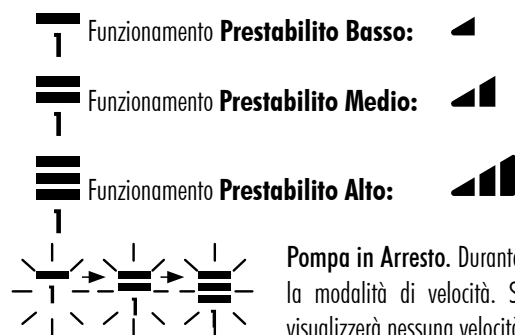 Funzionamento Prestabilito Basso:
1
Funzionamento Prestabilito Medio:
1
Funzionamento Prestabilito Alto:
1
Pompa in Arresto. Durante
la modalità di velocità. S
visualizzerà nessuna velocità
1 1 1